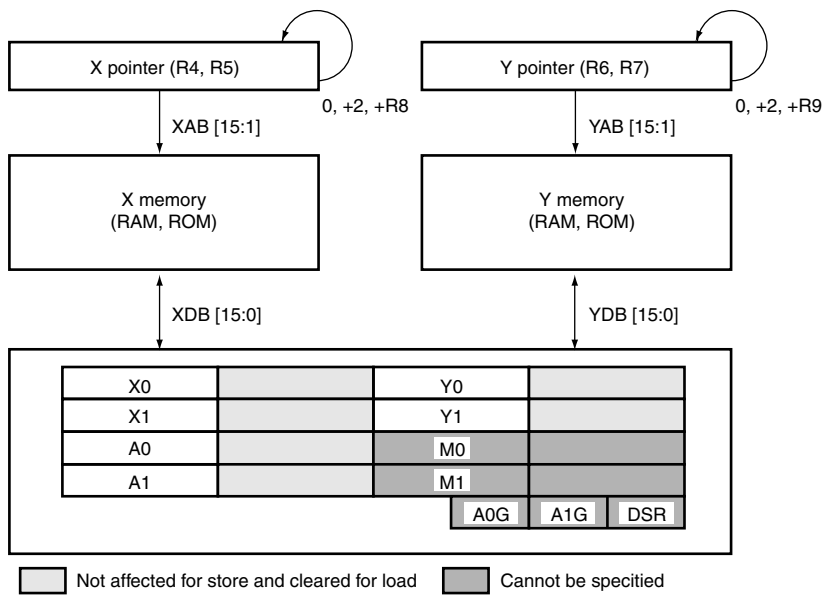 X pointer (R4, R5)
0, +2, +R8
XAB [15:1]
X memory
(RAM, ROM)
XDB [15:0]
Y pointer (R6, R7)
0, +2, +R9
YAB [15:1]
Y memory
(RAM, ROM)
YDB [15:0]
X0 Y0
X1 Y1
A0 M0
A1 M1
A0G A1G DSR
Not affected for store and cleared for load
Cannot be specitied